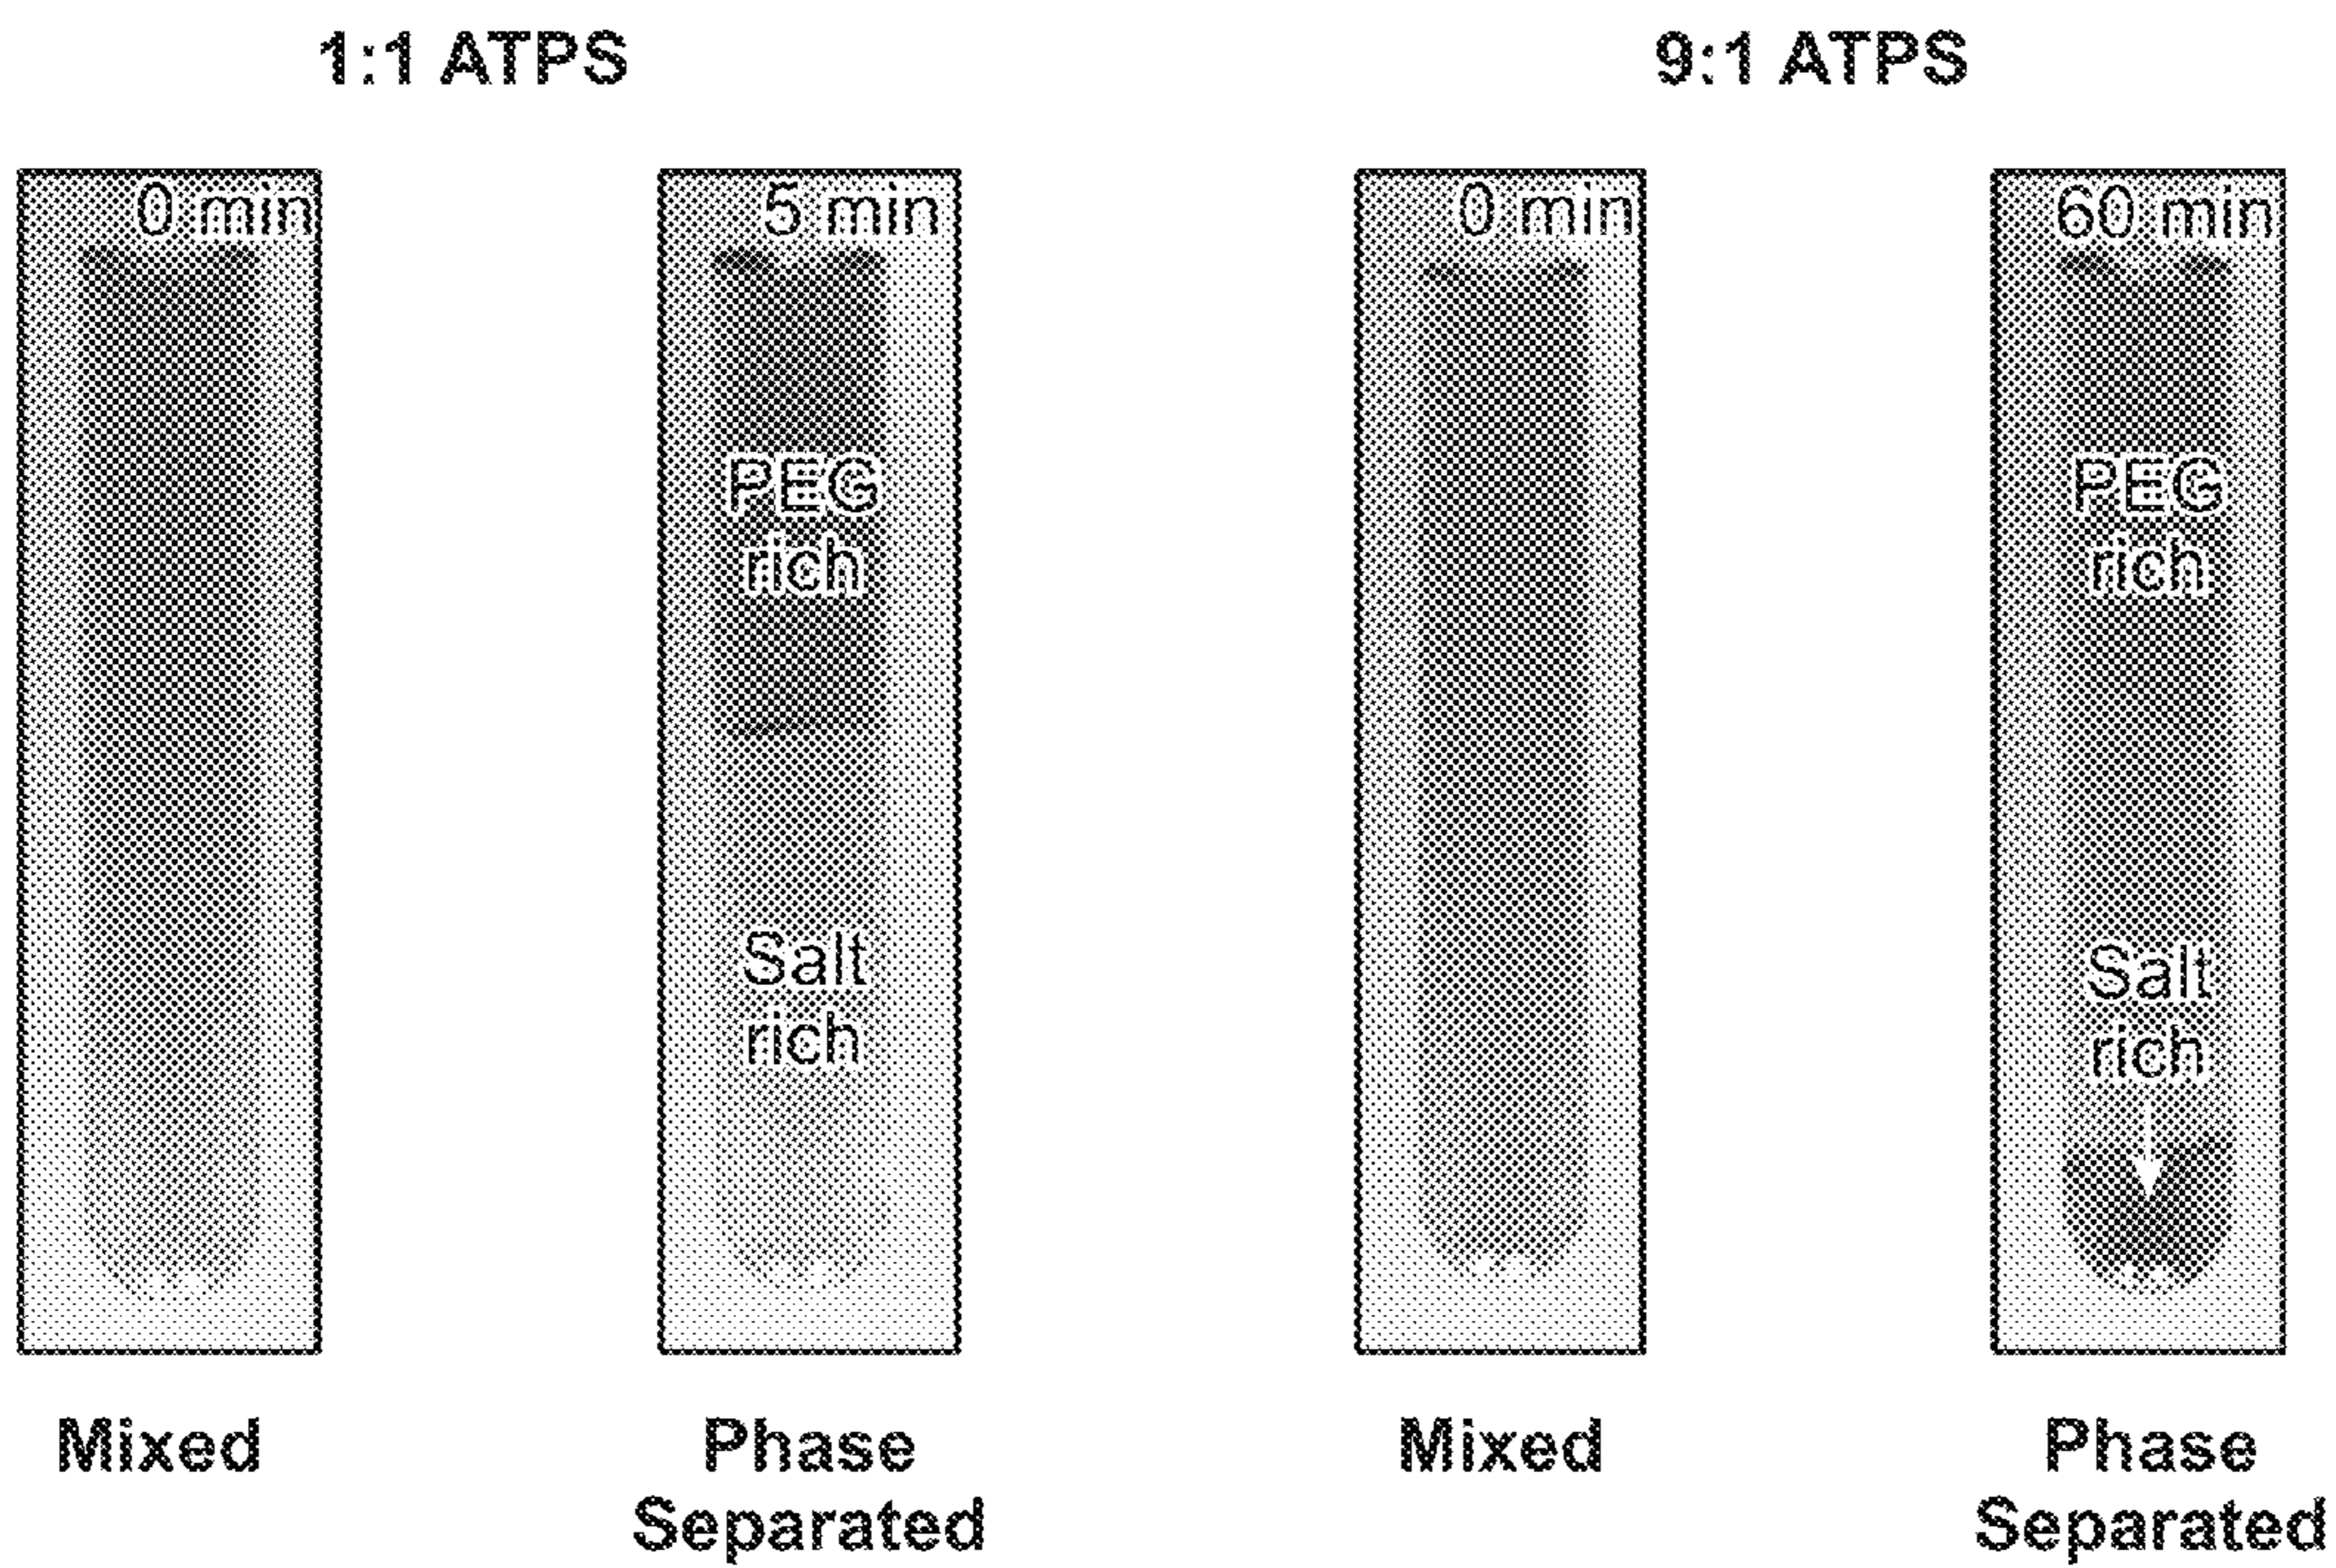 1:1 ATPS
9:1 ATPS
0 min
5 min
0 min
60 min
PEG
rich
PEG
rich
Salt
rich
Salt
rich
Mixed
Phase
Separated
Mixed
Phase
Separated